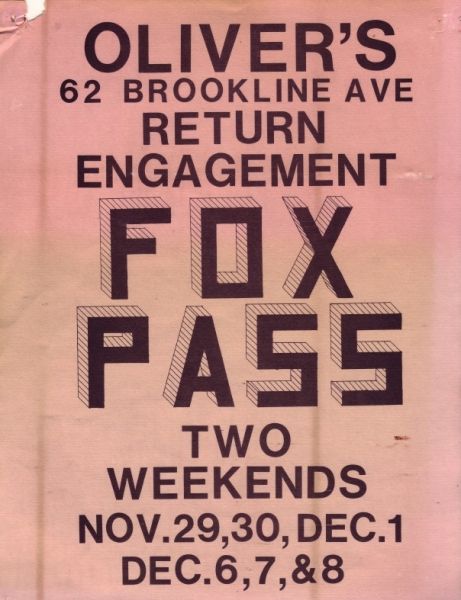 OLIVER'S
62 BROOKLINE AVE
RETURN
ENGAGEMENT
FOX
PASS
TWO
WEEKENDS
NOV.29,30,DEC.1
DEC.6,7,&8